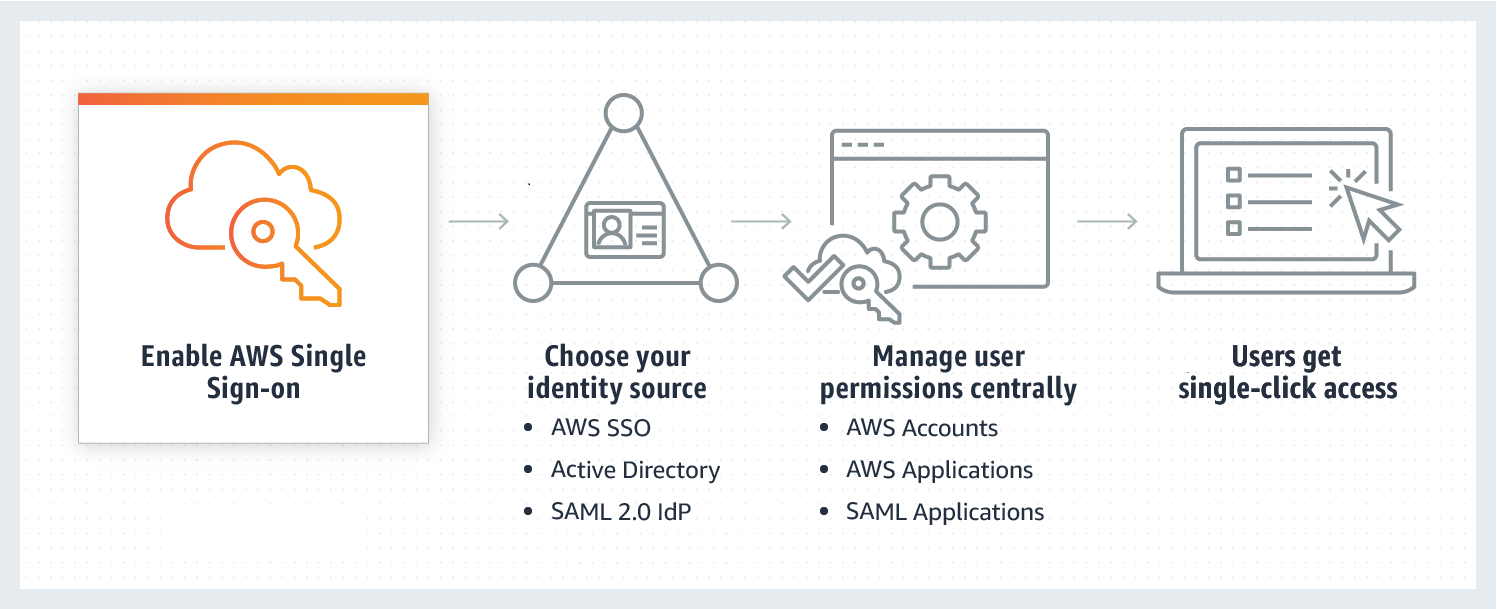 Enable AWS Single
Sign-on
Choose your
identity source
• AWS SSO
• Active Directory
• SAML 2.0 IdP
Manage user
permissions centrally
• AWS Accounts
• AWS Applications
• SAML Applications
Users get
single-click access